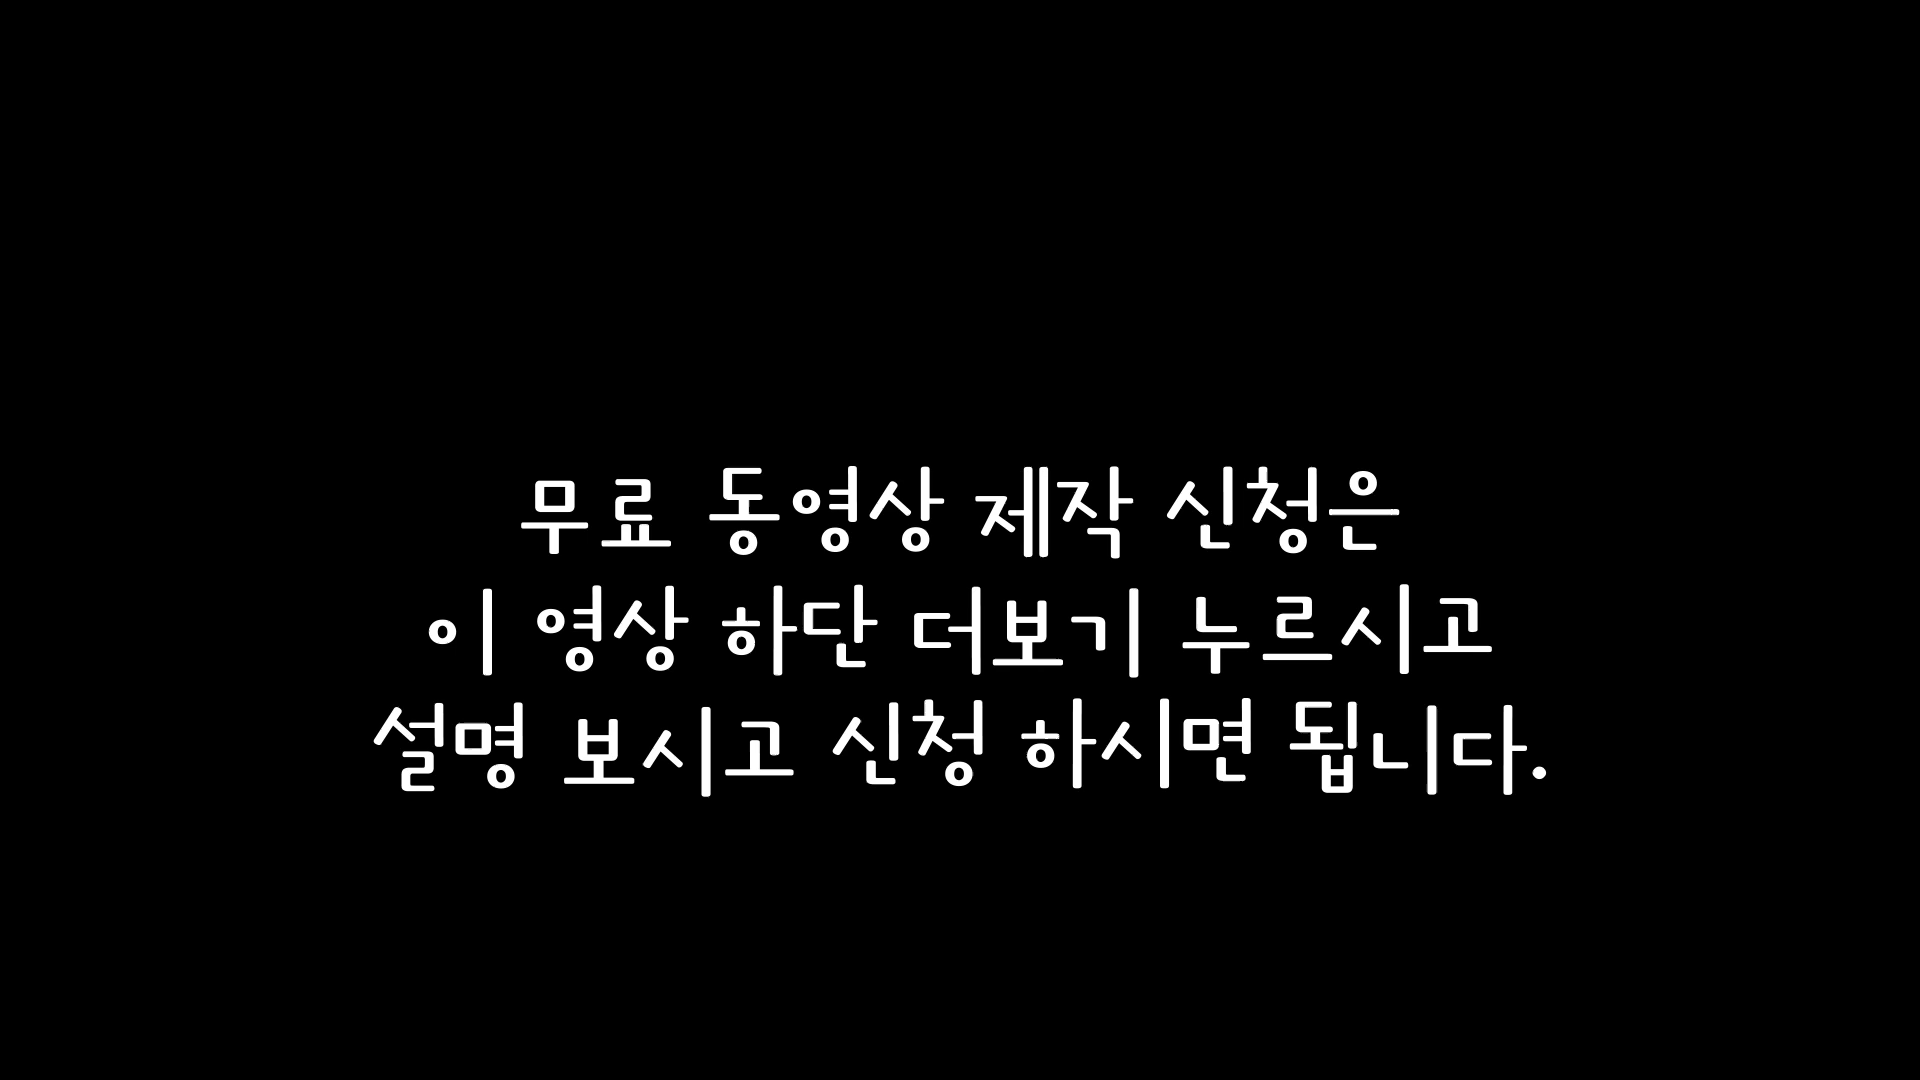 무료 동영상 제작 신청은
이 영상 하단 더보기 누르시고
설명 보시고 신청 하시면 됩니다.